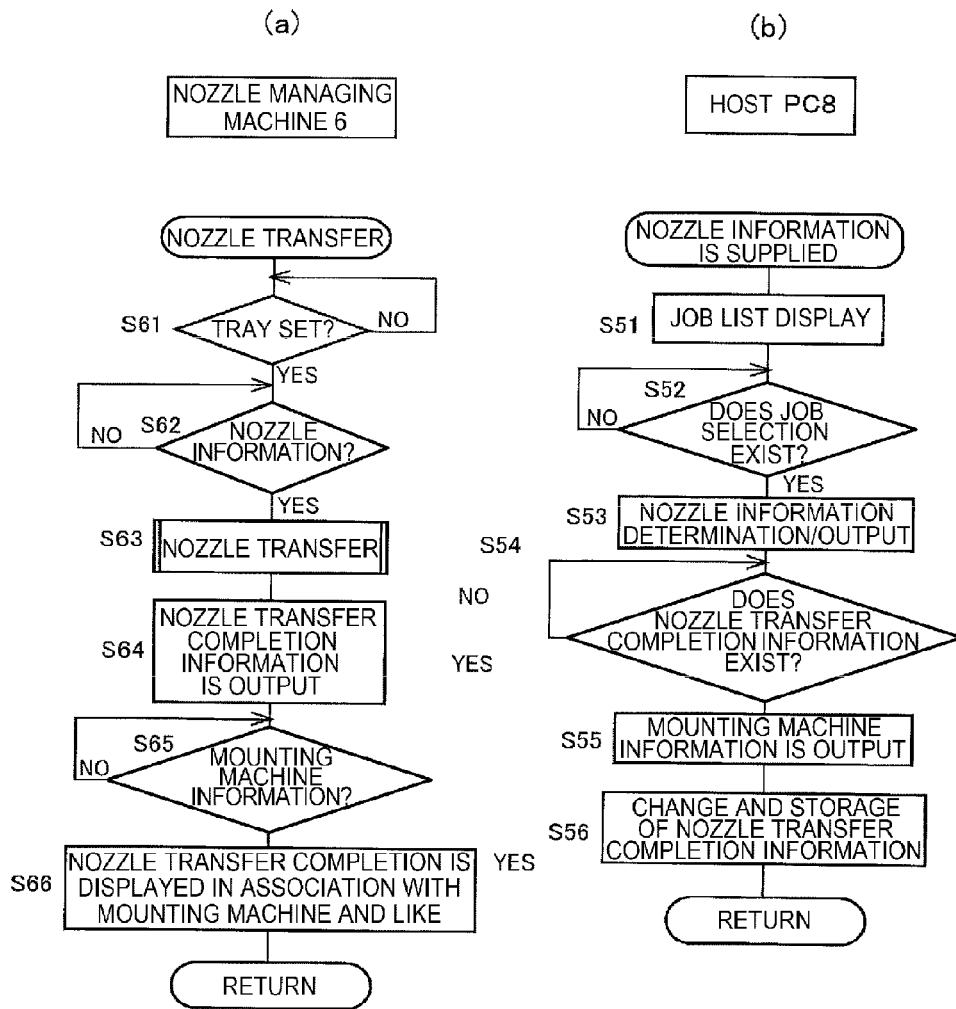 (a)
NOZZLE MANAGING
MACHINE 6
NOZZLE TRANSFER
S61
TRAY SET?
NO
YES
S62
NO
NOZZLE
INFORMATION?
YES
S63
NOZZLE TRANSFER
S64
NOZZLE TRANSFER
COMPLETION
INFORMATION
IS OUTPUT
S65
NO
MOUNTING
MACHINE
INFORMATION?
YES
S66
NOZZLE TRANSFER COMPLETION IS
DISPLAYED IN ASSOCIATION WITH
MOUNTING MACHINE AND LIKE
RETURN
(b)
HOST PC8
NOZZLE INFORMATION
IS SUPPLIED
S51
JOB LIST DISPLAY
S52
NO
DOES JOB
SELECTION
EXIST?
YES
S53
NOZZLE INFORMATION
DETERMINATION/OUTPUT
S54
NO
DOES
NOZZLE TRANSFER
COMPLETION INFORMATION
EXIST?
YES
S55
MOUNTING MACHINE
INFORMATION IS OUTPUT
S56
CHANGE AND STORAGE
OF NOZZLE TRANSFER
COMPLETION INFORMATION
RETURN